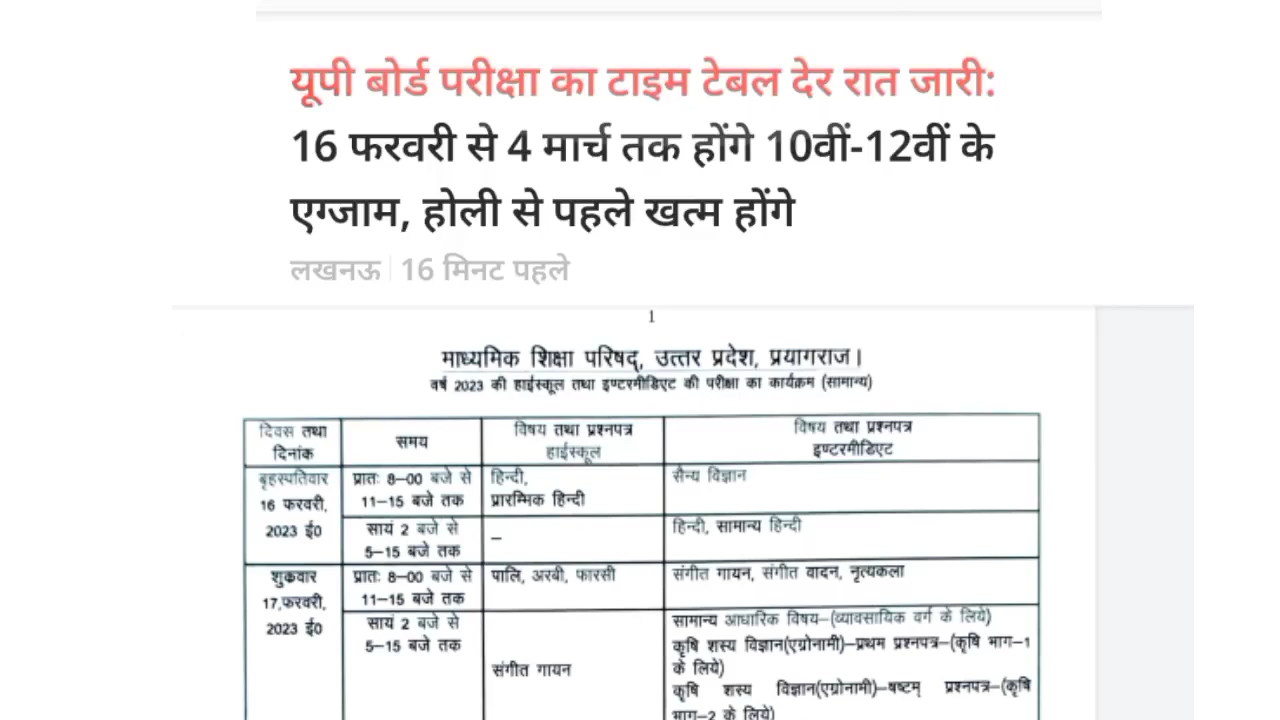 यूपी बोर्ड परीक्षा का टाइम टेबल देर रात जारी:
16 फरवरी से 4 मार्च तक होंगे 10वीं-12वीं के
एग्जाम, होली से पहले खत्म होंगे
लखनऊ 16 मिनट पहले
1
माध्यमिक शिक्षा परिषद्, उत्तर प्रदेश, प्रयागराज।
वर्ष 2023 की हाईस्कूल तथा इण्टरमीडिएट की परीक्षा का कार्यक्रम (सामान्य)
दिवस तथा
दिनांक
समय
विषय तथा प्रश्नपत्र
हाईस्कूल
विषय तथा प्रश्नपत्र
इण्टरमीडिएट
बृहस्पतिवार
16 फरवरी,
2023 ई0
प्रातः 8–00 बजे से
11–15 बजे तक
हिन्दी,
प्रारम्भिक हिन्दी
सैन्य विज्ञान
सायं 2 बजे से
5–15 बजे तक
–
हिन्दी, सामान्य हिन्दी
शुक्रवार
17,फरवरी,
2023 ई0
प्रातः 8–00 बजे से
11–15 बजे तक
पालि, अरबी, फारसी
संगीत गायन, संगीत वादन, नृत्यकला
सायं 2 बजे से
5–15 बजे तक
संगीत गायन
सामान्य आधारिक विषय–(व्यावसायिक वर्ग के लिये)
कृषि शस्य विज्ञान(एग्रोनामी)–प्रथम प्रश्नपत्र–(कृषि भाग–1
के लिये)
कृषि शस्य विज्ञान(एग्रोनामी)–षष्टम् प्रश्नपत्र–(कृषि
भाग–2 के लिये)